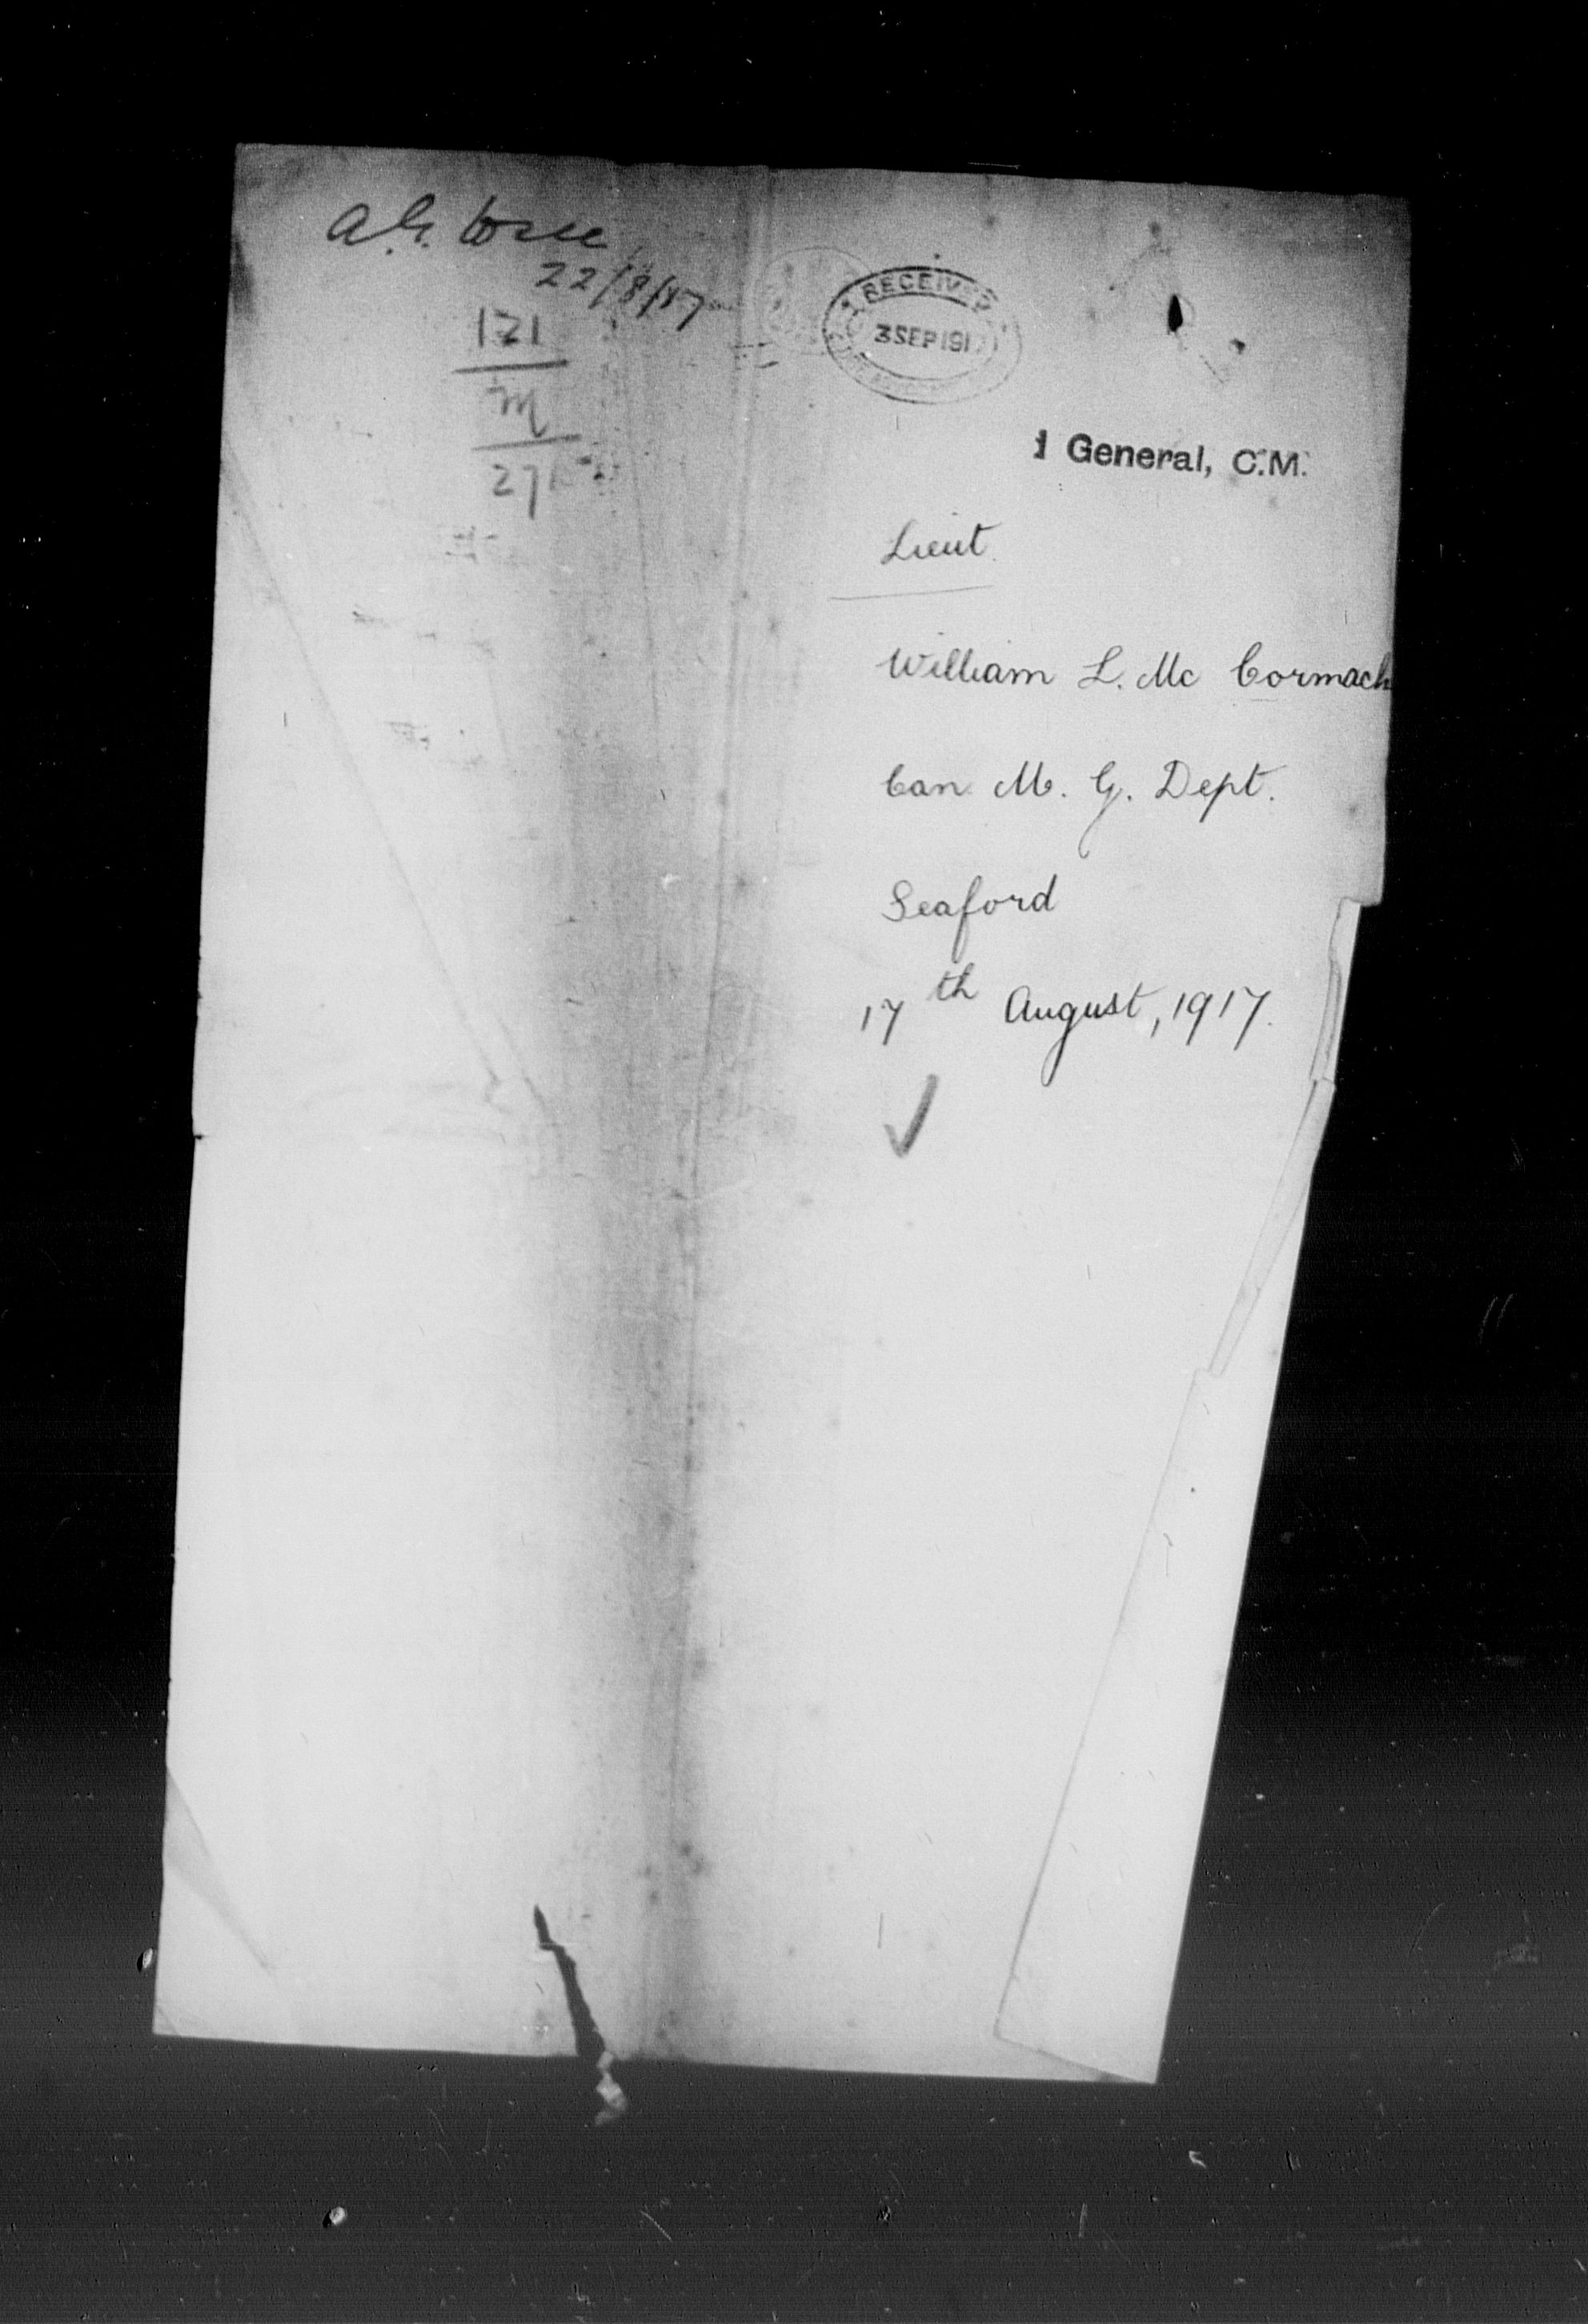 22/8/17
121
M
RECEIVED
3 SEP 1917
General, C.M.
Lieut.
William L. Mc Cormack
Can. M. G. Dept.
Seaford
17th August, 1917.